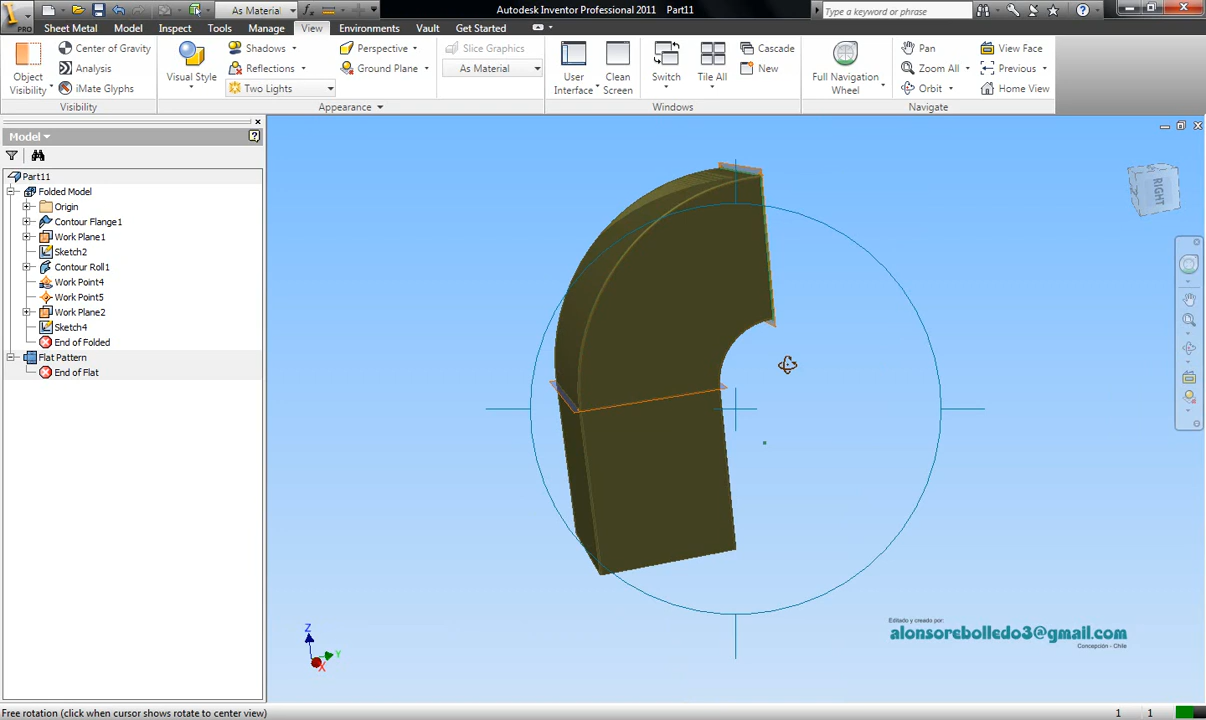 As Material
Autodesk Inventor Professional 2011 Part11
Type a keyword or phrase
PRO
Sheet Metal Model Inspect Tools Manage View Environments Vault Get Started
Object Visibility
Center of Gravity
Analysis
iMate Glyphs
Visibility
Visual Style
Shadows
Reflections
Two Lights
Perspective
Ground Plane
Slice Graphics
As Material
Appearance
User Interface
Clean Screen
Switch
Tile All
Cascade
New
Windows
Full Navigation Wheel
Pan
Zoom All
Orbit
View Face
Previous
Home View
Navigate
Model
Part11
Folded Model
Origin
Contour Flange1
Work Plane1
Sketch2
Contour Roll1
Work Point4
Work Point5
Work Plane2
Sketch4
End of Folded
Flat Pattern
End of Flat
RIGHT
Z
Y
X
Editado y creado por:
alonsorebolledo3@gmail.com
Concepción - Chile
Free rotation (click when cursor shows rotate to center view)
1 1